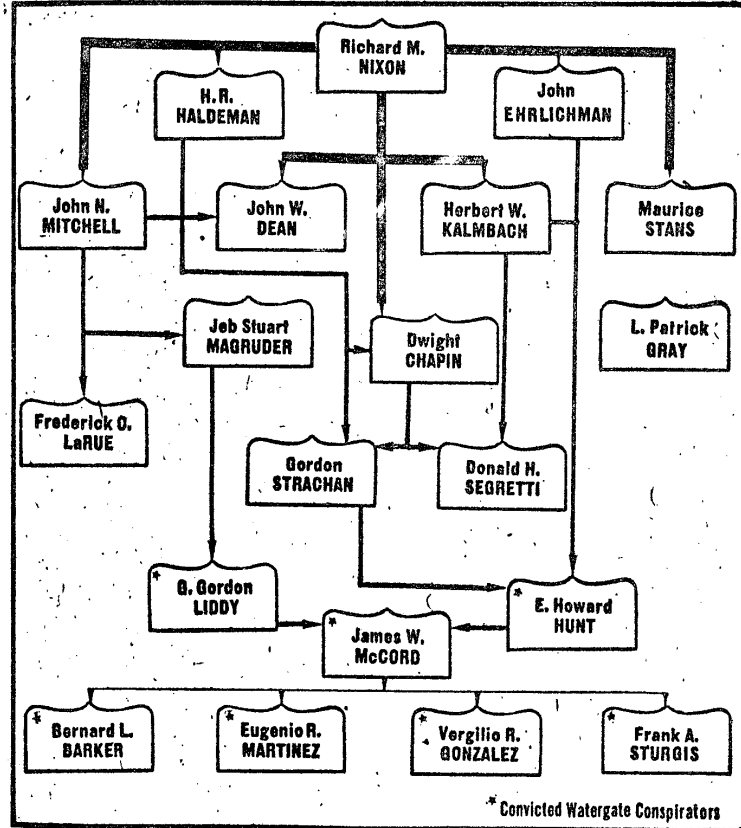 Richard M.
NIXON
H.R.
HALDEMAN
John
EHRLICHMAN
John N.
MITCHELL
John W.
DEAN
Herbert W.
KALMBACH
Maurice
STANS
Jeb Stuart
MAGRUDER
Dwight
CHAPIN
L. Patrick
GRAY
Frederick O.
LaRUE
Gordon
STRACHAN
Donald H.
SEGRETTI
* G. Gordon
LIDDY
* E. Howard
HUNT
* James W.
McCORD
* Bernard L.
BARKER
* Eugenio R.
MARTINEZ
* Vergilio R.
GONZALEZ
* Frank A.
STURGIS
* Convicted Watergate Conspirators